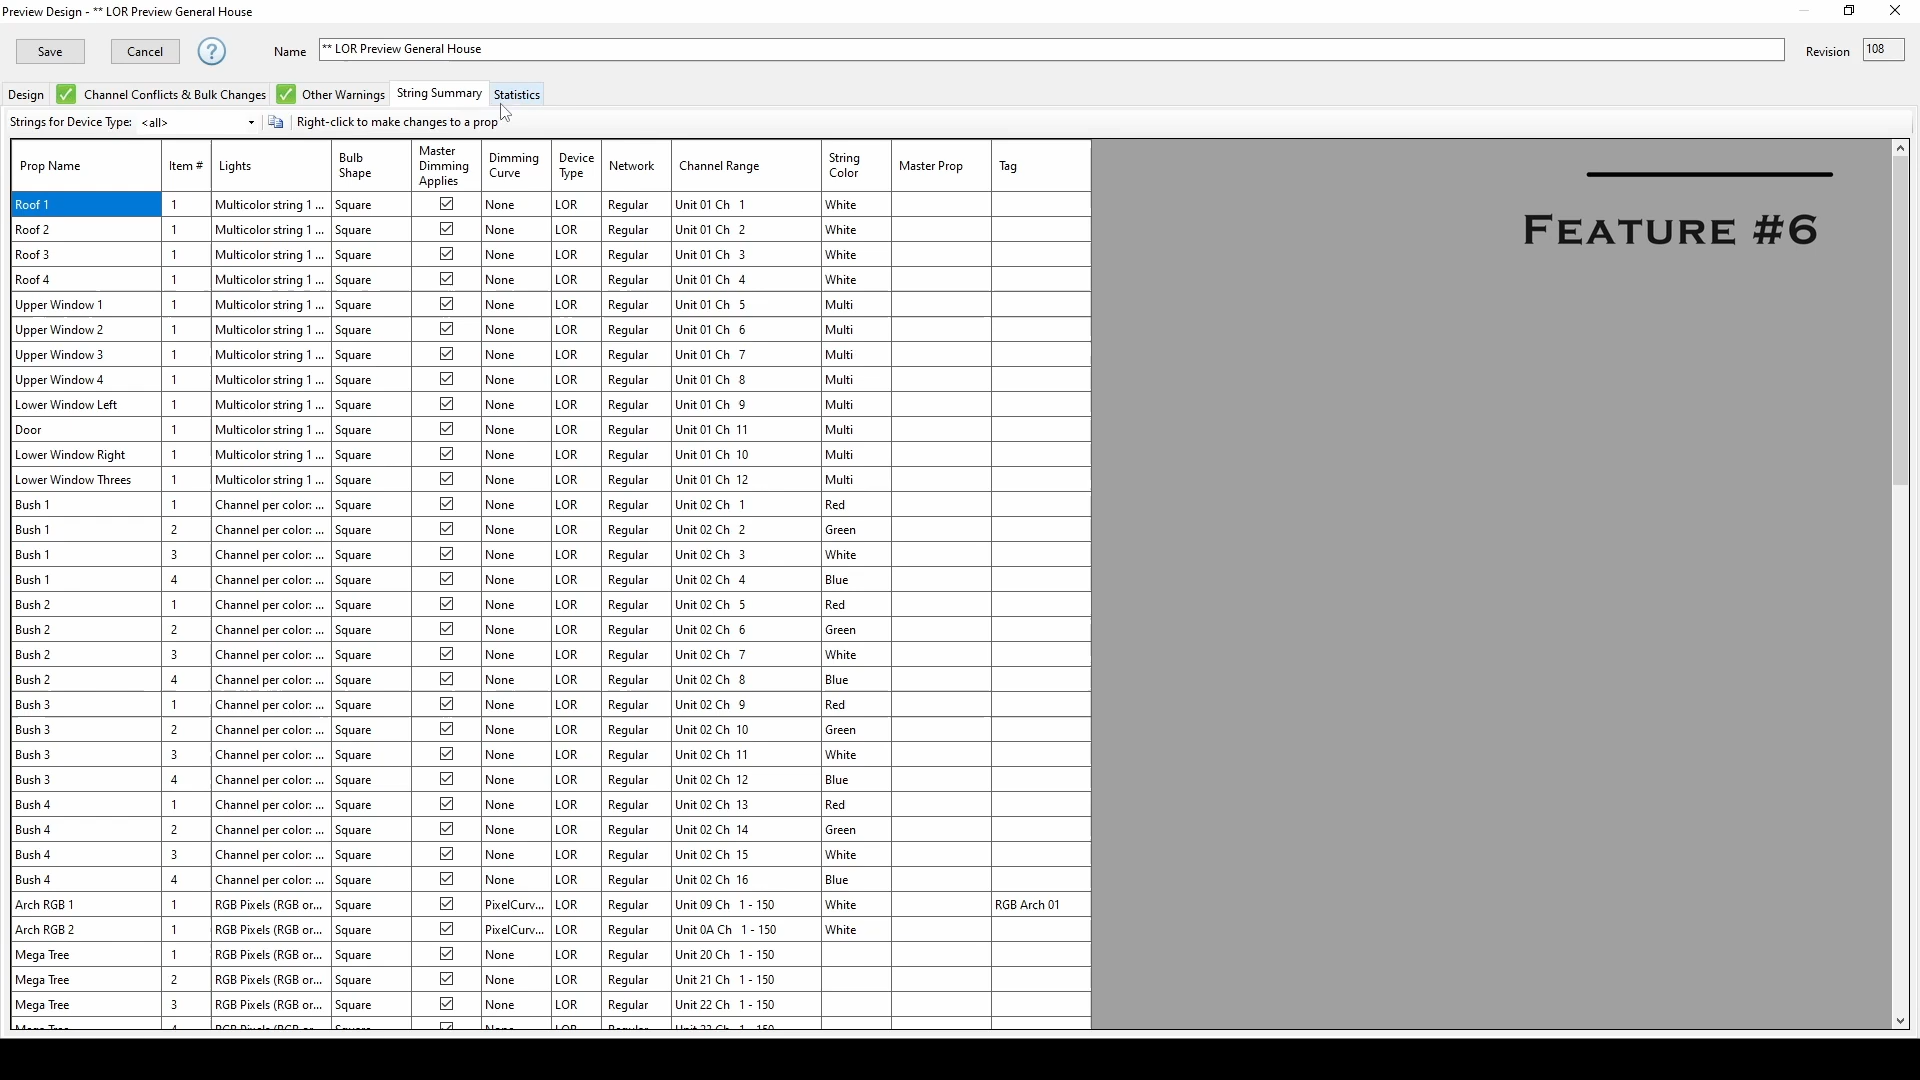 Preview Design - ** LOR Preview General House
Save Cancel ? Name ** LOR Preview General House Revision 108
Design Channel Conflicts & Bulk Changes Other Warnings String Summary Statistics
Strings for Device Type: <all> Right-click to make changes to a prop
Prop Name Item # Lights Bulb Shape Master Dimming Applies Dimming Curve Device Type Network Channel Range String Color Master Prop Tag
Roof 1 1 Multicolor string 1 ... Square None LOR Regular Unit 01 Ch 1 White
Roof 2 1 Multicolor string 1 ... Square None LOR Regular Unit 01 Ch 2 White
Roof 3 1 Multicolor string 1 ... Square None LOR Regular Unit 01 Ch 3 White
Roof 4 1 Multicolor string 1 ... Square None LOR Regular Unit 01 Ch 4 White
Upper Window 1 1 Multicolor string 1 ... Square None LOR Regular Unit 01 Ch 5 Multi
Upper Window 2 1 Multicolor string 1 ... Square None LOR Regular Unit 01 Ch 6 Multi
Upper Window 3 1 Multicolor string 1 ... Square None LOR Regular Unit 01 Ch 7 Multi
Upper Window 4 1 Multicolor string 1 ... Square None LOR Regular Unit 01 Ch 8 Multi
Lower Window Left 1 Multicolor string 1 ... Square None LOR Regular Unit 01 Ch 9 Multi
Door 1 Multicolor string 1 ... Square None LOR Regular Unit 01 Ch 11 Multi
Lower Window Right 1 Multicolor string 1 ... Square None LOR Regular Unit 01 Ch 10 Multi
Lower Window Threes 1 Multicolor string 1 ... Square None LOR Regular Unit 01 Ch 12 Multi
Bush 1 1 Channel per color: ... Square None LOR Regular Unit 02 Ch 1 Red
Bush 1 2 Channel per color: ... Square None LOR Regular Unit 02 Ch 2 Green
Bush 1 3 Channel per color: ... Square None LOR Regular Unit 02 Ch 3 White
Bush 1 4 Channel per color: ... Square None LOR Regular Unit 02 Ch 4 Blue
Bush 2 1 Channel per color: ... Square None LOR Regular Unit 02 Ch 5 Red
Bush 2 2 Channel per color: ... Square None LOR Regular Unit 02 Ch 6 Green
Bush 2 3 Channel per color: ... Square None LOR Regular Unit 02 Ch 7 White
Bush 2 4 Channel per color: ... Square None LOR Regular Unit 02 Ch 8 Blue
Bush 3 1 Channel per color: ... Square None LOR Regular Unit 02 Ch 9 Red
Bush 3 2 Channel per color: ... Square None LOR Regular Unit 02 Ch 10 Green
Bush 3 3 Channel per color: ... Square None LOR Regular Unit 02 Ch 11 White
Bush 3 4 Channel per color: ... Square None LOR Regular Unit 02 Ch 12 Blue
Bush 4 1 Channel per color: ... Square None LOR Regular Unit 02 Ch 13 Red
Bush 4 2 Channel per color: ... Square None LOR Regular Unit 02 Ch 14 Green
Bush 4 3 Channel per color: ... Square None LOR Regular Unit 02 Ch 15 White
Bush 4 4 Channel per color: ... Square None LOR Regular Unit 02 Ch 16 Blue
Arch RGB 1 1 RGB Pixels (RGB or... Square PixelCurv... LOR Regular Unit 09 Ch 1 - 150 White RGB Arch 01
Arch RGB 2 1 RGB Pixels (RGB or... Square PixelCurv... LOR Regular Unit 0A Ch 1 - 150 White
Mega Tree 1 RGB Pixels (RGB or... Square None LOR Regular Unit 20 Ch 1 - 150
Mega Tree 2 RGB Pixels (RGB or... Square None LOR Regular Unit 21 Ch 1 - 150
Mega Tree 3 RGB Pixels (RGB or... Square None LOR Regular Unit 22 Ch 1 - 150
Feature #6